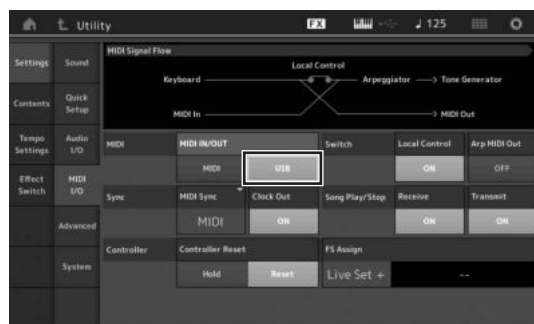 Utility FX ♩ 125
MIDI Signal Flow
Settings Sound Local Control
Keyboard Arpeggiator Tone Generator
Contents Quick Setup
MIDI In MIDI Out
Tempo Settings Audio I/O MIDI MIDI IN/OUT Switch Local Control Arp MIDI Out
MIDI USB ON OFF
Effect Switch MIDI I/O Sync MIDI Sync Clock Out Song Play/Stop Receive Transmit
MIDI ON ON ON
Advanced
Controller Controller Reset FS Assign
System Hold Reset Live Set + --